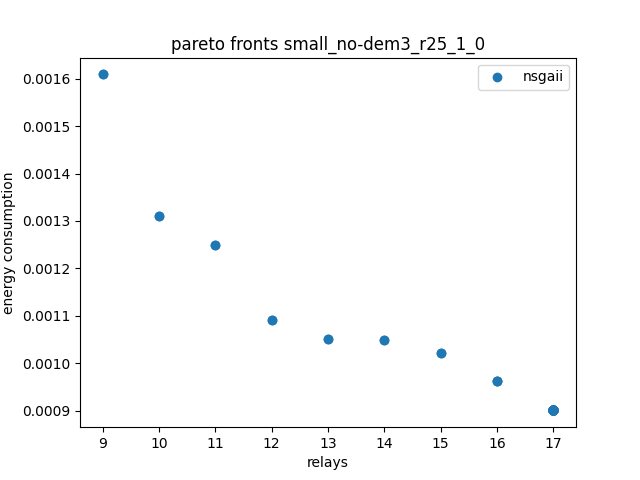 pareto fronts small_no-dem3_r25_1_0
nsgaii
0.0016
0.0015
0.0014
0.0013
0.0012
0.0011
0.0010
0.0009
energy consumption
9 10 11 12 13 14 15 16 17
relays